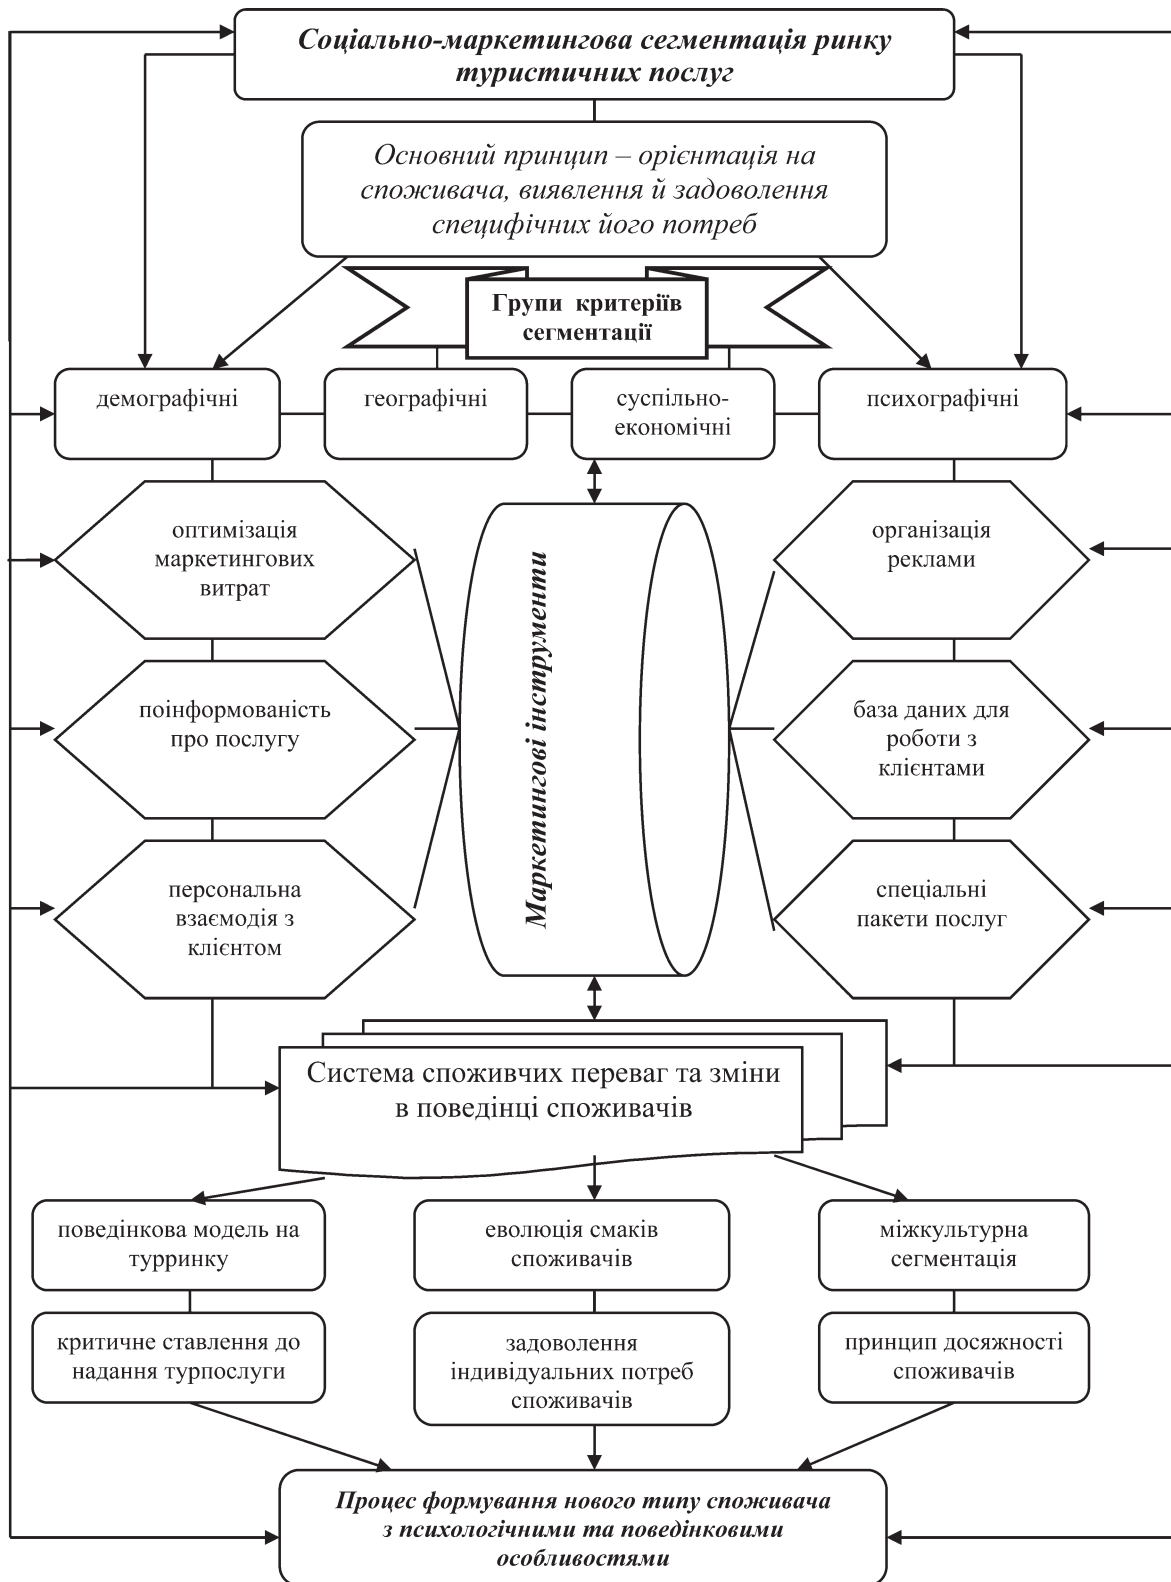 Соціально-маркетингова сегментація ринку
туристичних послуг
Основний принцип – орієнтація на
споживача, виявлення й задоволення
специфічних його потреб
Групи критеріїв
сегментації
демографічні
географічні
суспільно-
економічні
психографічні
оптимізація
маркетингових
витрат
поінформованість
про послугу
персональна
взаємодія з
клієнтом
Маркетингові інструменти
організація
реклами
база даних для
роботи з
клієнтами
спеціальні
пакети послуг
Система споживчих переваг та зміни
в поведінці споживачів
поведінкова модель на
турринку
еволюція смаків
споживачів
міжкультурна
сегментація
критичне ставлення до
надання турпослуги
задоволення
індивідуальних потреб
споживачів
принцип досяжності
споживачів
Процес формування нового типу споживача
з психологічними та поведінковими
особливостями